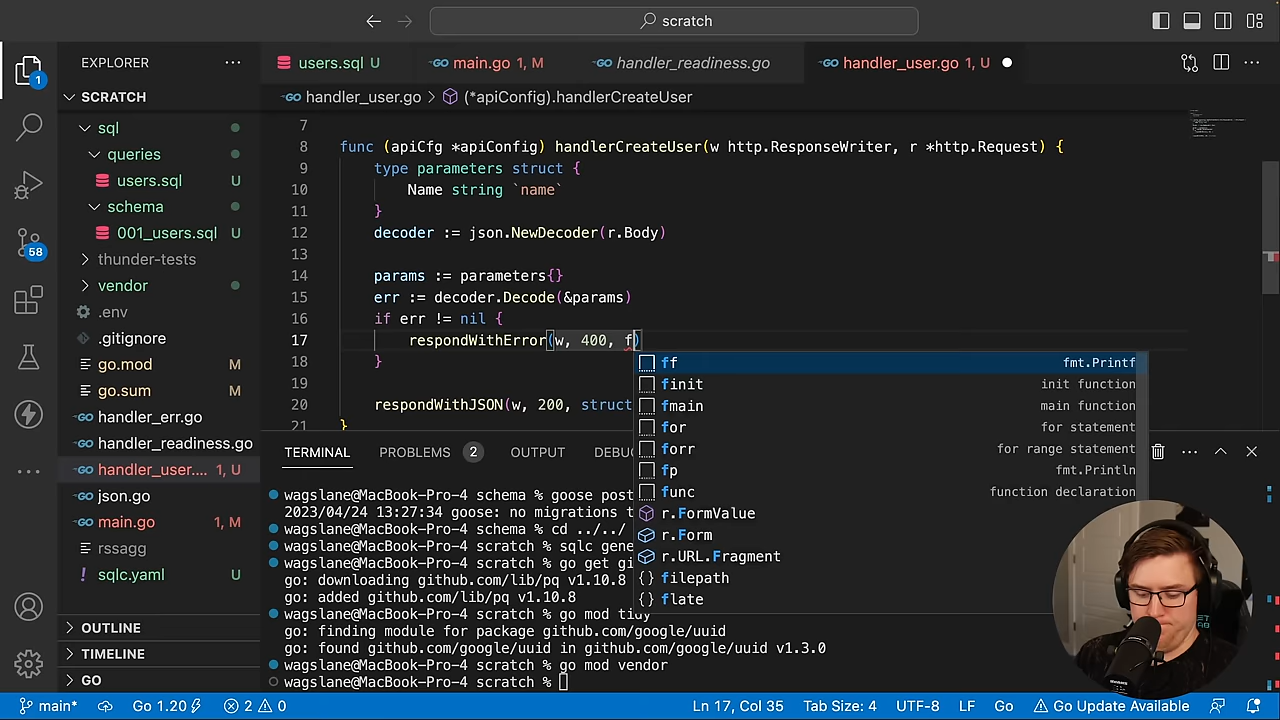 scratch
EXPLORER
users.sql U
main.go 1, M
handler_readiness.go
handler_user.go 1, U
SCRATCH
handler_user.go > (*apiConfig).handlerCreateUser
sql
queries
users.sql U
schema
001_users.sql U
thunder-tests
vendor
.env
.gitignore
go.mod M
go.sum M
handler_err.go
handler_readiness.go
handler_user.... 1, U
json.go
main.go 1, M
rssagg
sqlc.yaml U
OUTLINE
TIMELINE
GO
1
58
7
8 func (apiCfg *apiConfig) handlerCreateUser(w http.ResponseWriter, r *http.Request) {
9 type parameters struct {
10 Name string `name`
11 }
12 decoder := json.NewDecoder(r.Body)
13
14 params := parameters{}
15 err := decoder.Decode(&params)
16 if err != nil {
17 respondWithError(w, 400, f)
18 }
19
20 respondWithJSON(w, 200, struct
21 }
ff fmt.Printf
finit init function
fmain main function
for for statement
forr for range statement
fp fmt.Println
func function declaration
r.FormValue
r.Form
r.URL.Fragment
filepath
flate
TERMINAL PROBLEMS 2 OUTPUT DEBU
wagslane@MacBook-Pro-4 schema % goose post
2023/04/24 13:27:34 goose: no migrations t
wagslane@MacBook-Pro-4 schema % cd ../../
wagslane@MacBook-Pro-4 scratch % sqlc gene
wagslane@MacBook-Pro-4 scratch % go get gi
go: downloading github.com/lib/pq v1.10.8
go: added github.com/lib/pq v1.10.8
wagslane@MacBook-Pro-4 scratch % go mod tidy
go: finding module for package github.com/google/uuid
go: found github.com/google/uuid in github.com/google/uuid v1.3.0
wagslane@MacBook-Pro-4 scratch % go mod vendor
wagslane@MacBook-Pro-4 scratch %
main* Go 1.20 2 0 Ln 17, Col 35 Tab Size: 4 UTF-8 LF Go Go Update Available